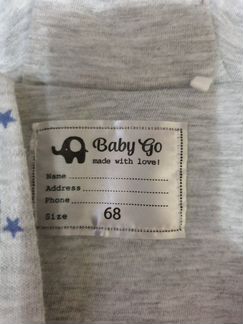 Baby Go
made with love!
Name
Address
Phone
Size 68